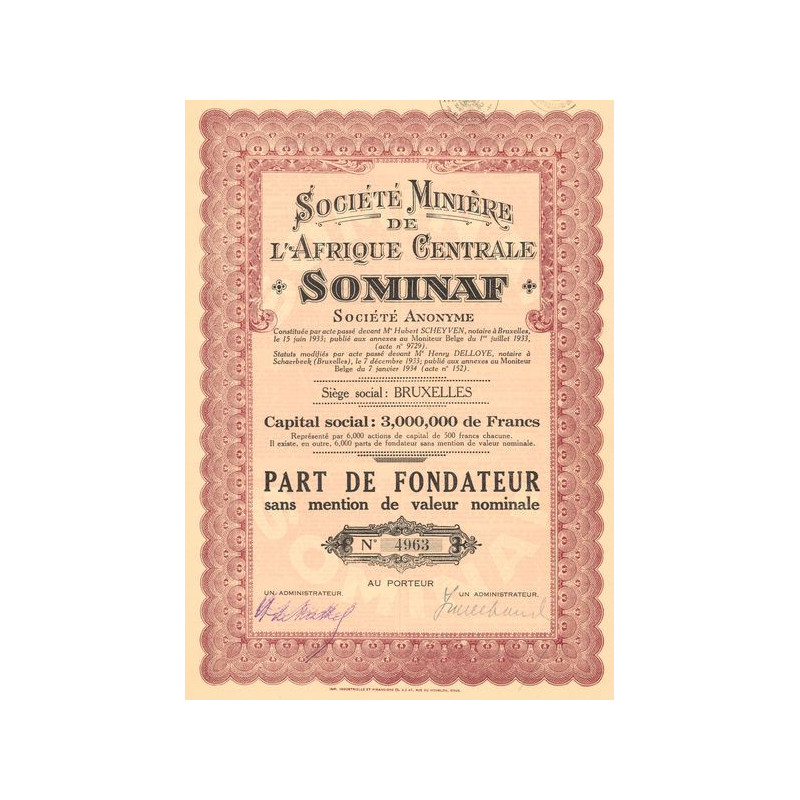 SOCIÉTÉ MINIÈRE
DE
L'AFRIQUE CENTRALE
SOMINAF
SOCIÉTÉ ANONYME
Constituée par acte passé devant Mᵉ Hubert SCHEYVEN, notaire à Bruxelles,
le 15 juin 1933; publié aux annexes au Moniteur Belge du 1ᵉʳ juillet 1933,
(acte nº 9729).
Statuts modifiés par acte passé devant Mᵉ Henry DELLOYE, notaire à
Schaerbeek (Bruxelles), le 7 décembre 1933; publié aux annexes au Moniteur
Belge du 7 janvier 1934 (acte nº 152).
Siège social: BRUXELLES
Capital social: 3,000,000 de Francs
Représenté par 6,000 actions de capital de 500 francs chacune.
Il existe, en outre, 6,000 parts de fondateur sans mention de valeur nominale.
PART DE FONDATEUR
sans mention de valeur nominale
Nº 4963
AU PORTEUR
UN ADMINISTRATEUR.
UN ADMINISTRATEUR.
IMP. INDUSTRIELLE ET FINANCIÈRE